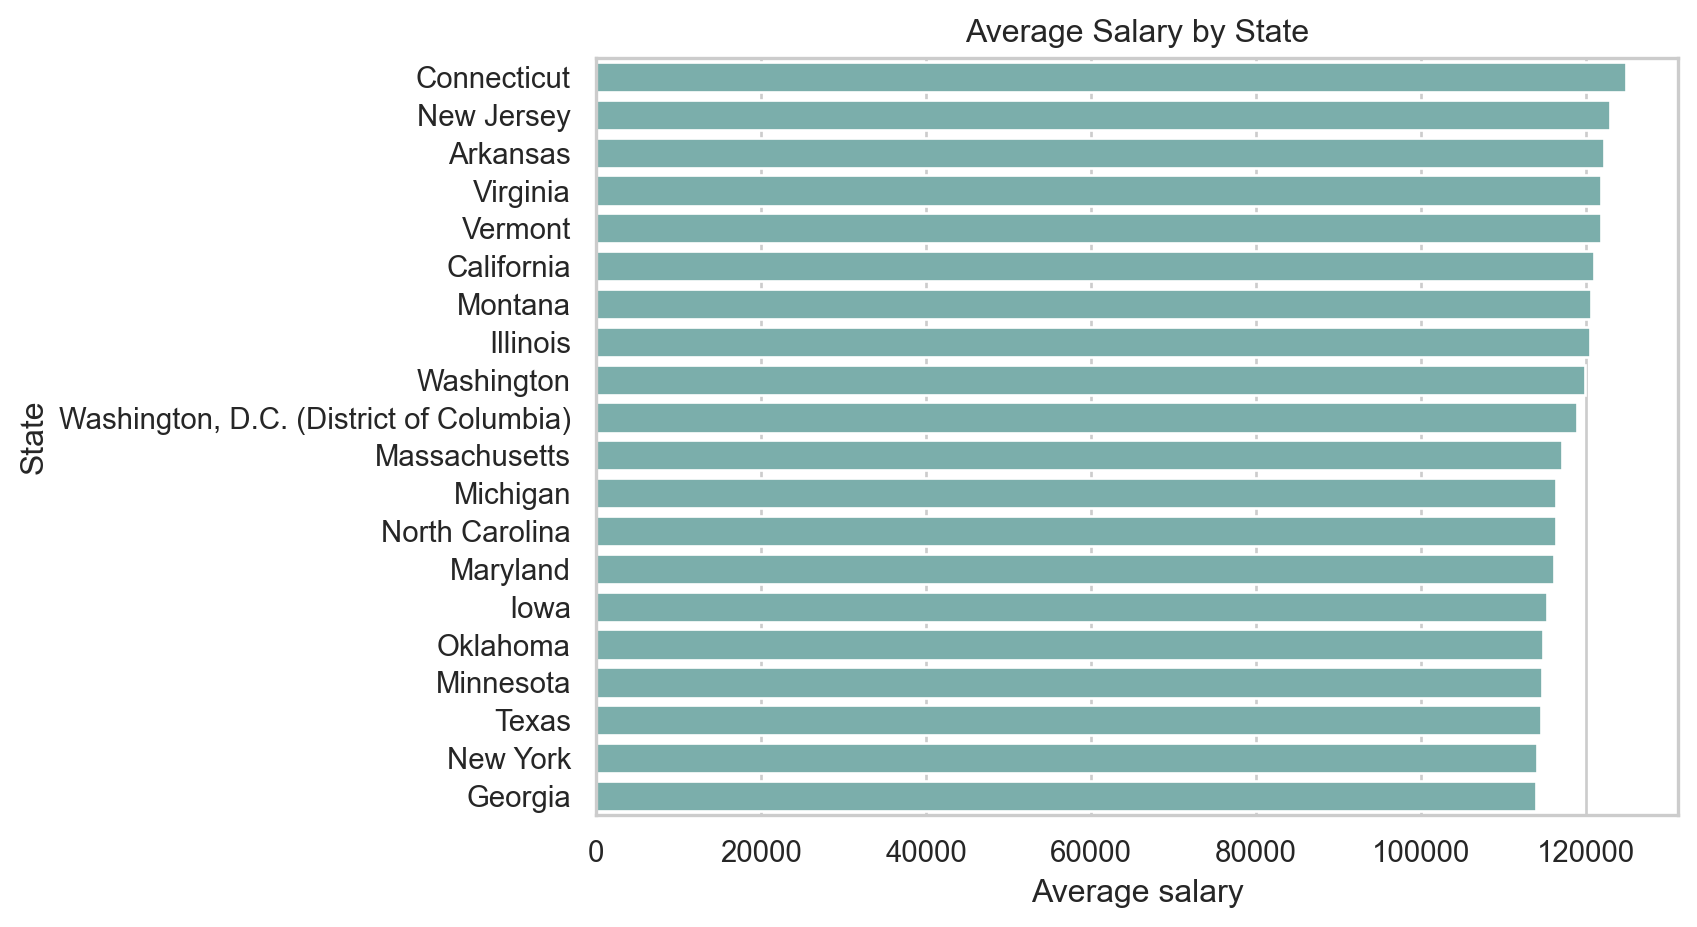 Average Salary by State
Connecticut
New Jersey
Arkansas
Virginia
Vermont
California
Montana
Illinois
Washington
Washington, D.C. (District of Columbia)
Massachusetts
Michigan
North Carolina
Maryland
Iowa
Oklahoma
Minnesota
Texas
New York
Georgia
State
0 20000 40000 60000 80000 100000 120000
Average salary